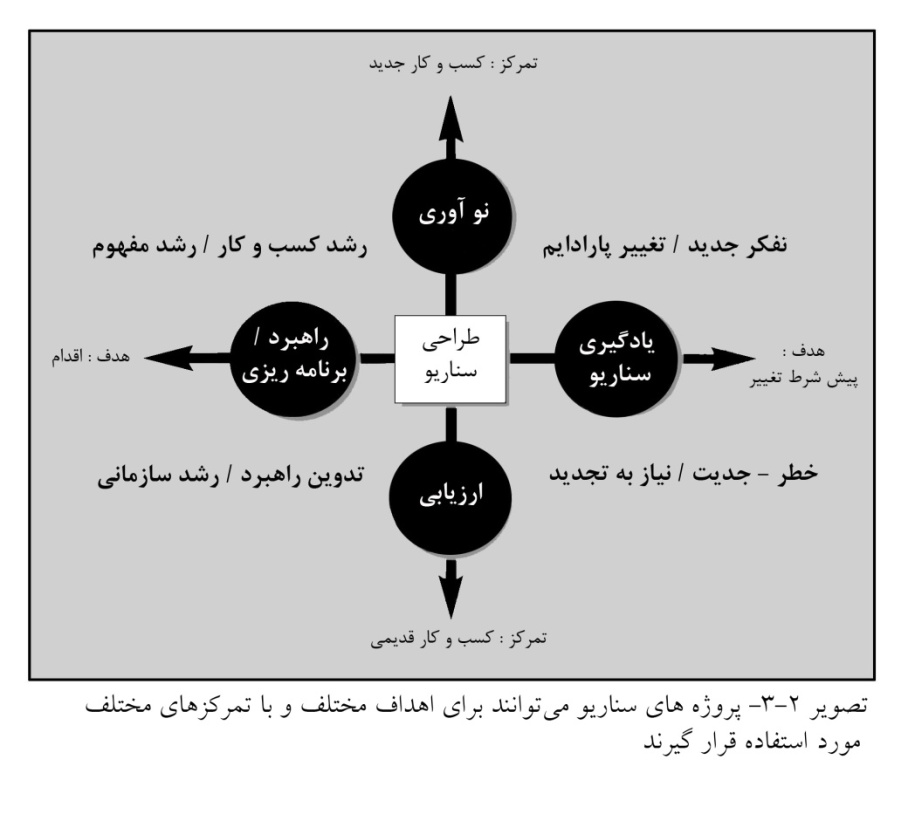 تمرکز : کسب و کار جدید
نو آوری
نفکر جدید / تغییر پارادایم
رشد کسب و کار / رشد مفهوم
هدف :
پیش شرط تغییر
یادگیری
سناریو
طراحی
سناریو
راهبرد /
برنامه ریزی
هدف : اقدام
خطر – جدیت / نیاز به تجدید
ارزیابی
تدوین راهبرد / رشد سازمانی
تمرکز : کسب و کار قدیمی
تصویر ۲-۳- پروژه های سناریو می‌توانند برای اهداف مختلف و با تمرکزهای مختلف
مورد استفاده قرار گیرند